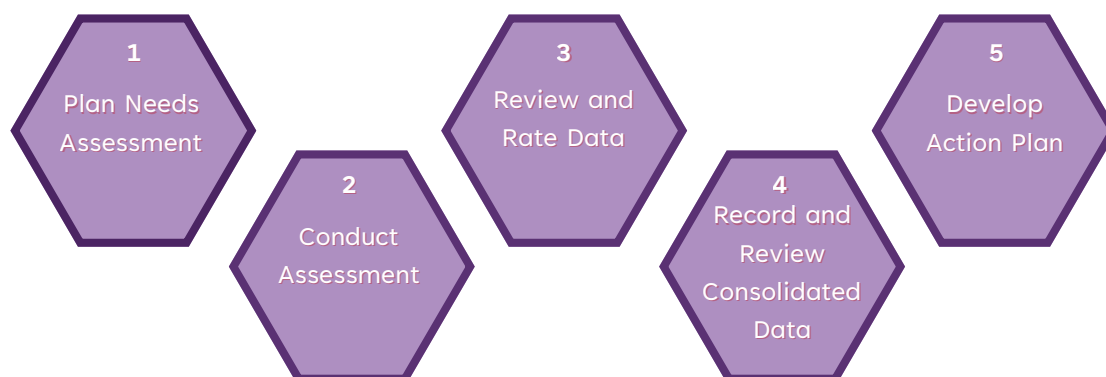 1
Plan Needs
Assessment
2
Conduct
Assessment
3
Review and
Rate Data
4
Record and
Review
Consolidated
Data
5
Develop
Action Plan